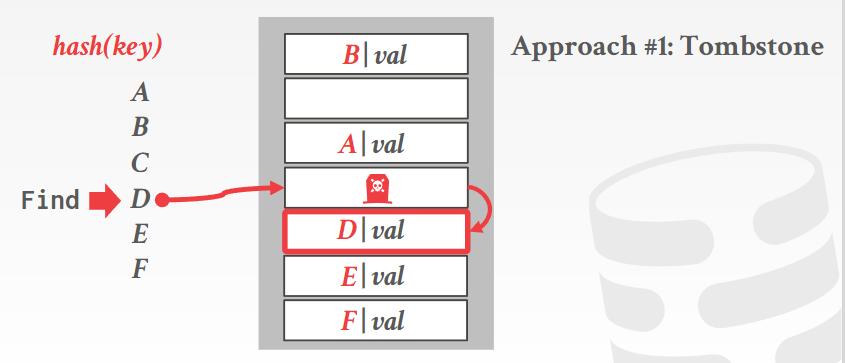 hash(key)
Approach #1: Tombstone
A
B
C
Find D
E
F
B|val
A|val
D|val
E|val
F|val